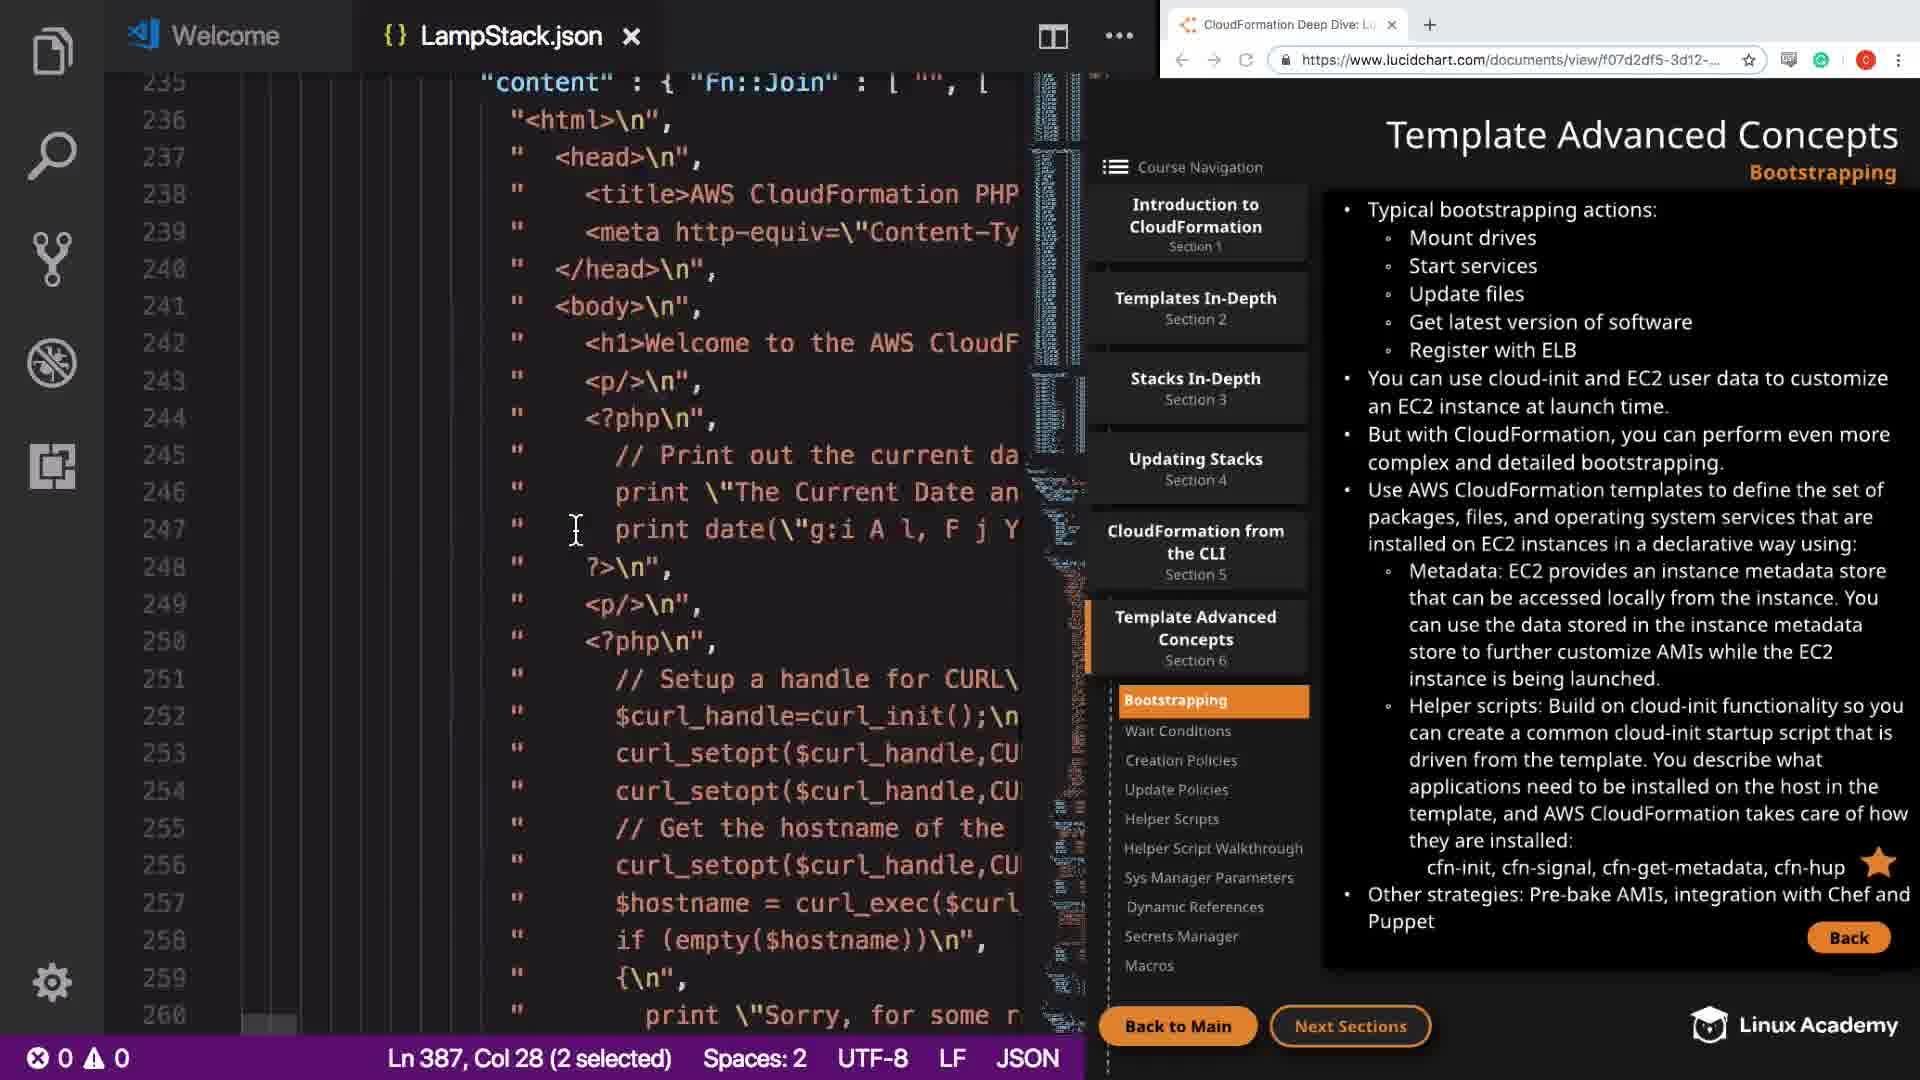 Welcome
{} LampStack.json
CloudFormation Deep Dive: Lu
https://www.lucidchart.com/documents/view/f07d2df5-3d12-...
C
235 "content" : { "Fn::Join" : [ "", [
236 "<html>\n",
237 "  <head>\n",
238 "    <title>AWS CloudFormation PHP
239 "    <meta http-equiv=\"Content-Ty
240 "  </head>\n",
241 "  <body>\n",
242 "    <h1>Welcome to the AWS CloudF
243 "    <p/>\n",
244 "    <?php\n",
245 "      // Print out the current da
246 "      print \"The Current Date an
247 "      print date(\"g:i A l, F j Y
248 "    ?>\n",
249 "    <p/>\n",
250 "    <?php\n",
251 "      // Setup a handle for CURL\
252 "      $curl_handle=curl_init();\n
253 "      curl_setopt($curl_handle,CU
254 "      curl_setopt($curl_handle,CU
255 "      // Get the hostname of the
256 "      curl_setopt($curl_handle,CU
257 "      $hostname = curl_exec($curl
258 "      if (empty($hostname))\n",
259 "      {\n",
260 "        print \"Sorry, for some r
0 0
Ln 387, Col 28 (2 selected) Spaces: 2 UTF-8 LF JSON
Template Advanced Concepts
Bootstrapping
Course Navigation
Introduction to
CloudFormation
Section 1
Templates In-Depth
Section 2
Stacks In-Depth
Section 3
Updating Stacks
Section 4
CloudFormation from
the CLI
Section 5
Template Advanced
Concepts
Section 6
Bootstrapping
Wait Conditions
Creation Policies
Update Policies
Helper Scripts
Helper Script Walkthrough
Sys Manager Parameters
Dynamic References
Secrets Manager
Macros
• Typical bootstrapping actions:
◦ Mount drives
◦ Start services
◦ Update files
◦ Get latest version of software
◦ Register with ELB
• You can use cloud-init and EC2 user data to customize
an EC2 instance at launch time.
• But with CloudFormation, you can perform even more
complex and detailed bootstrapping.
• Use AWS CloudFormation templates to define the set of
packages, files, and operating system services that are
installed on EC2 instances in a declarative way using:
◦ Metadata: EC2 provides an instance metadata store
that can be accessed locally from the instance. You
can use the data stored in the instance metadata
store to further customize AMIs while the EC2
instance is being launched.
◦ Helper scripts: Build on cloud-init functionality so you
can create a common cloud-init startup script that is
driven from the template. You describe what
applications need to be installed on the host in the
template, and AWS CloudFormation takes care of how
they are installed:
cfn-init, cfn-signal, cfn-get-metadata, cfn-hup
• Other strategies: Pre-bake AMIs, integration with Chef and
Puppet
Back
Back to Main
Next Sections
Linux Academy